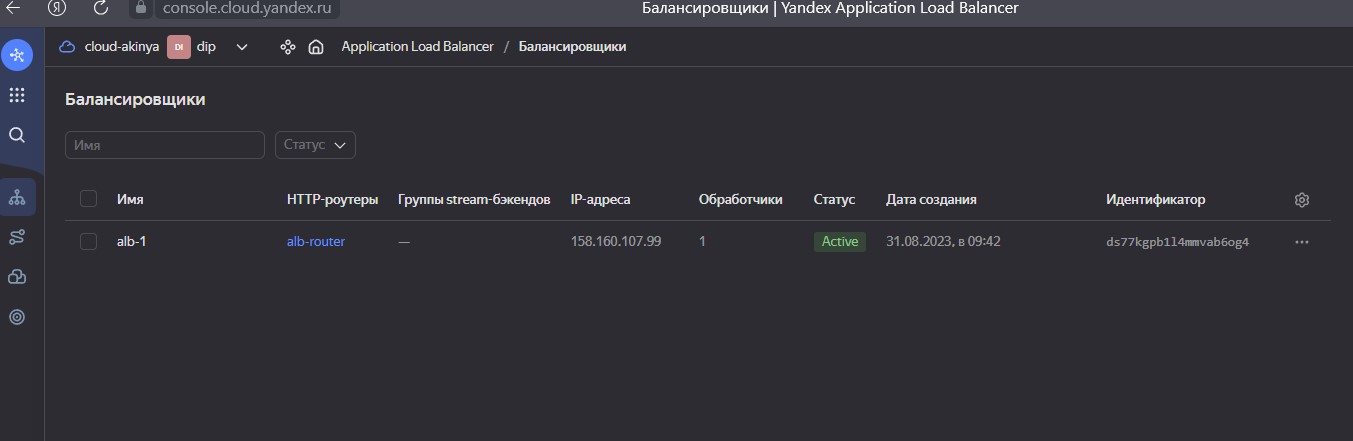 console.cloud.yandex.ru Балансировщики | Yandex Application Load Balancer
cloud-akinya DI dip Application Load Balancer / Балансировщики
Балансировщики
Имя Статус
Имя HTTP-роутеры Группы stream-бэкендов IP-адреса Обработчики Статус Дата создания Идентификатор
alb-1 alb-router — 158.160.107.99 1 Active 31.08.2023, в 09:42 ds77kgpb1l4mmvab6og4